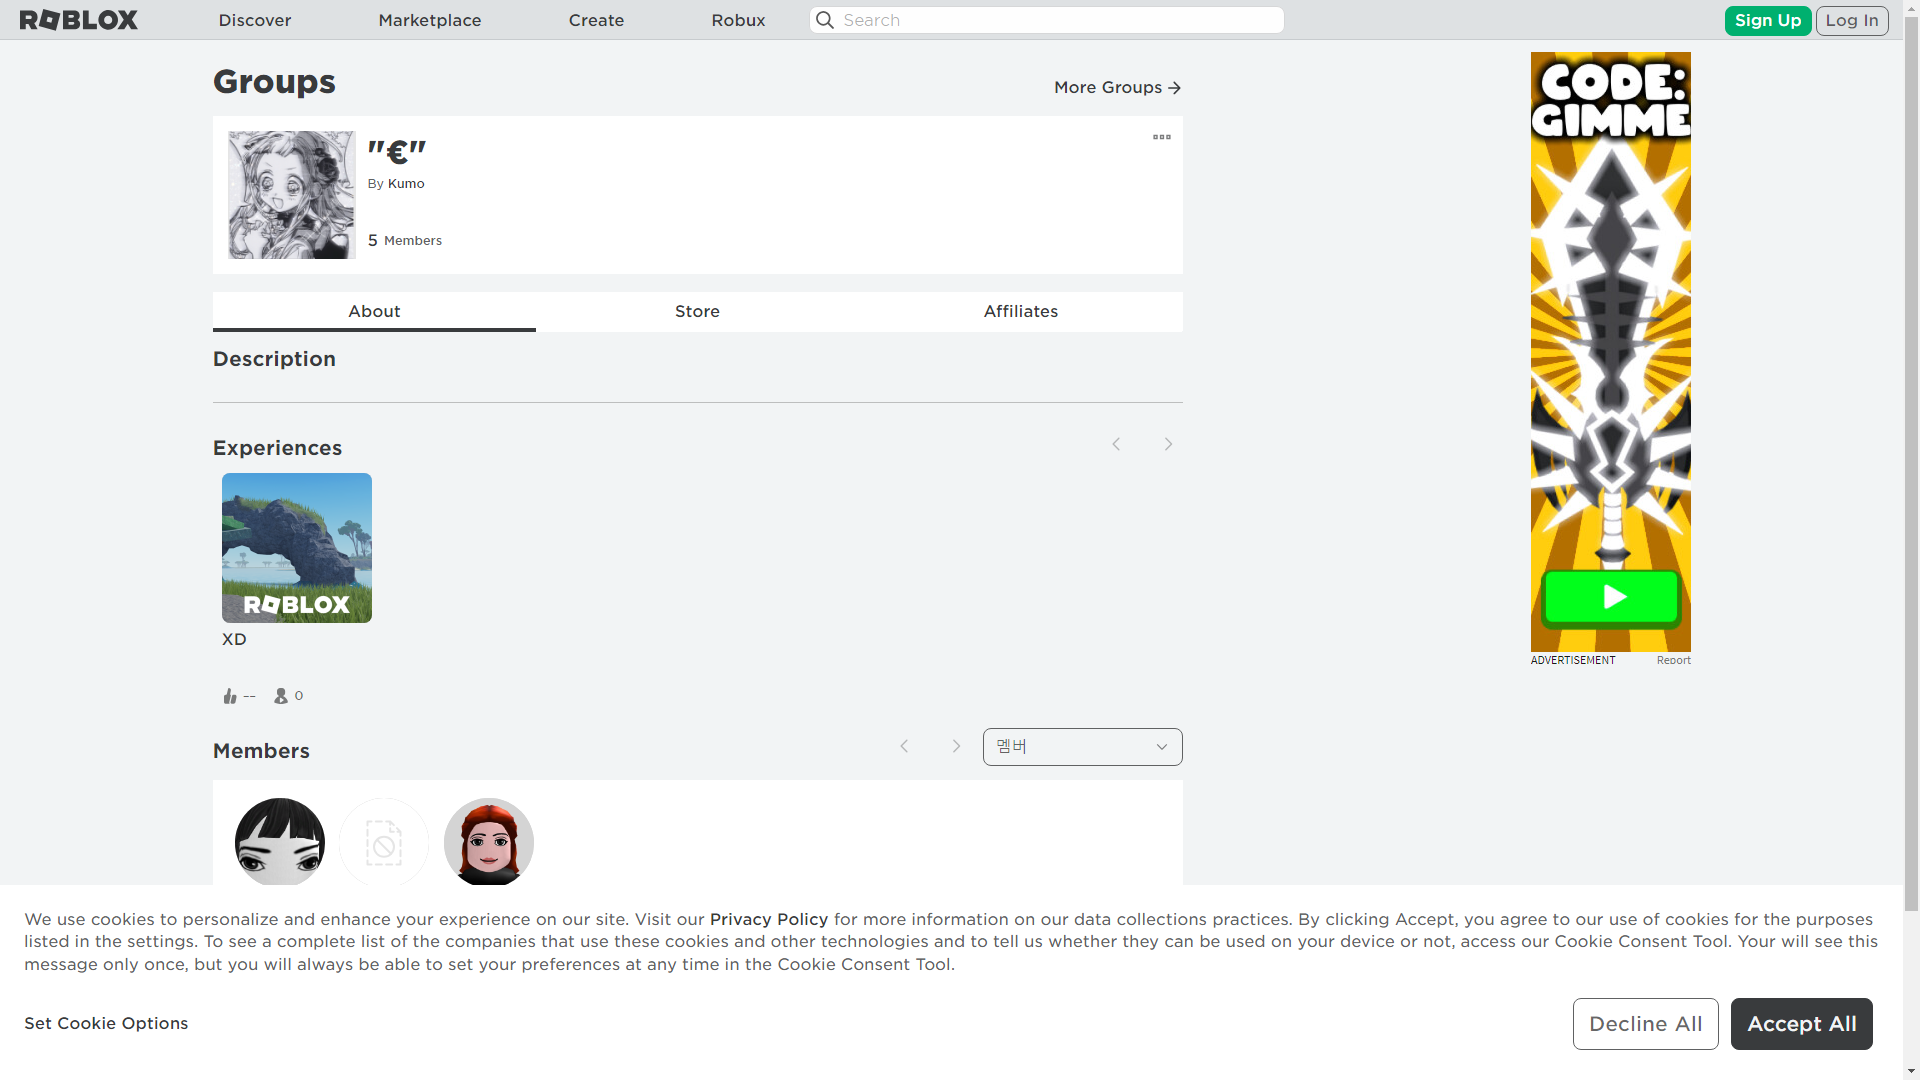 ROBLOX
Discover
Marketplace
Create
Robux
Search
Sign Up
Log In
Groups
More Groups
"€"
By Kumo
5 Members
About
Store
Affiliates
Description
Experiences
ROBLOX
XD
--
0
Members
멤버
CODE:
GIMME
ADVERTISEMENT
Report
We use cookies to personalize and enhance your experience on our site. Visit our Privacy Policy for more information on our data collections practices. By clicking Accept, you agree to our use of cookies for the purposes
listed in the settings. To see a complete list of the companies that use these cookies and other technologies and to tell us whether they can be used on your device or not, access our Cookie Consent Tool. Your will see this
message only once, but you will always be able to set your preferences at any time in the Cookie Consent Tool.
Set Cookie Options
Decline All
Accept All